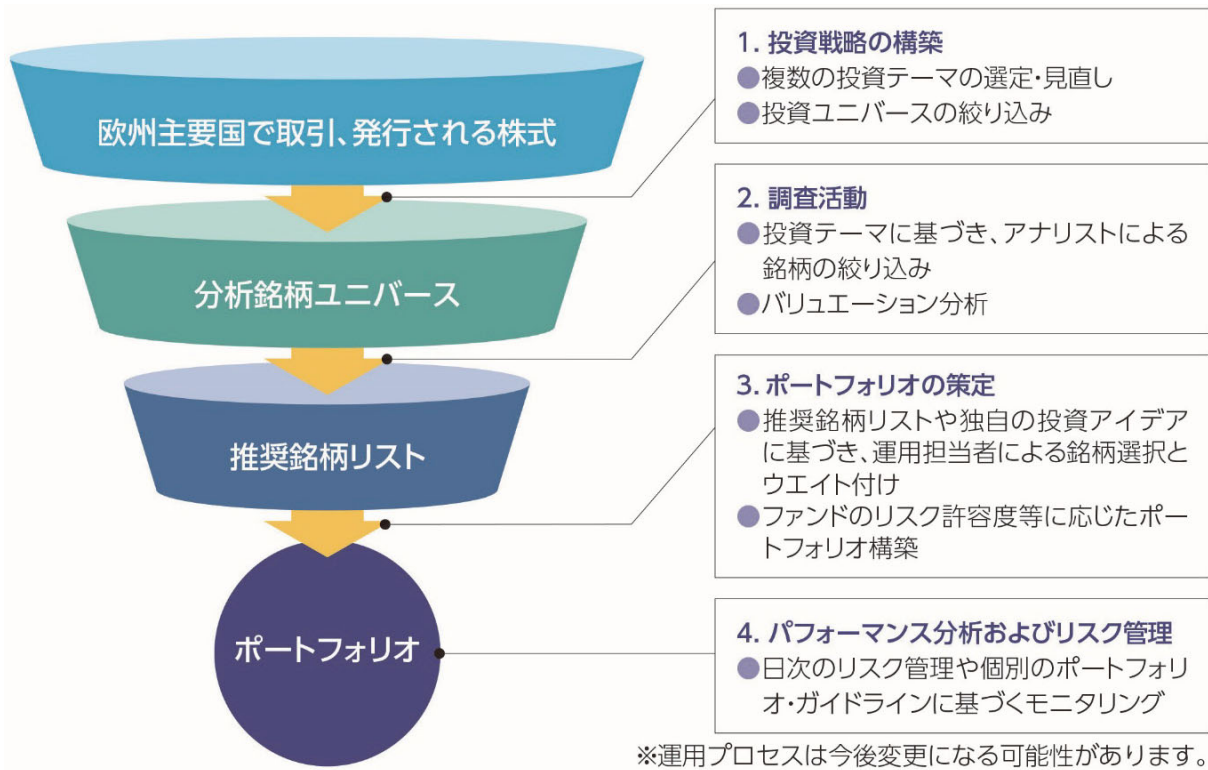 欧州主要国で取引、発行される株式
分析銘柄ユニバース
推奨銘柄リスト
ポートフォリオ
1. 投資戦略の構築
●複数の投資テーマの選定・見直し
●投資ユニバースの絞り込み
2. 調査活動
●投資テーマに基づき、アナリストによる
銘柄の絞り込み
●バリュエーション分析
3. ポートフォリオの策定
●推奨銘柄リストや独自の投資アイデア
に基づき、運用担当者による銘柄選択と
ウエイト付け
●ファンドのリスク許容度等に応じたポー
トフォリオ構築
4. パフォーマンス分析およびリスク管理
●日次のリスク管理や個別のポートフォリ
オ・ガイドラインに基づくモニタリング
※運用プロセスは今後変更になる可能性があります。